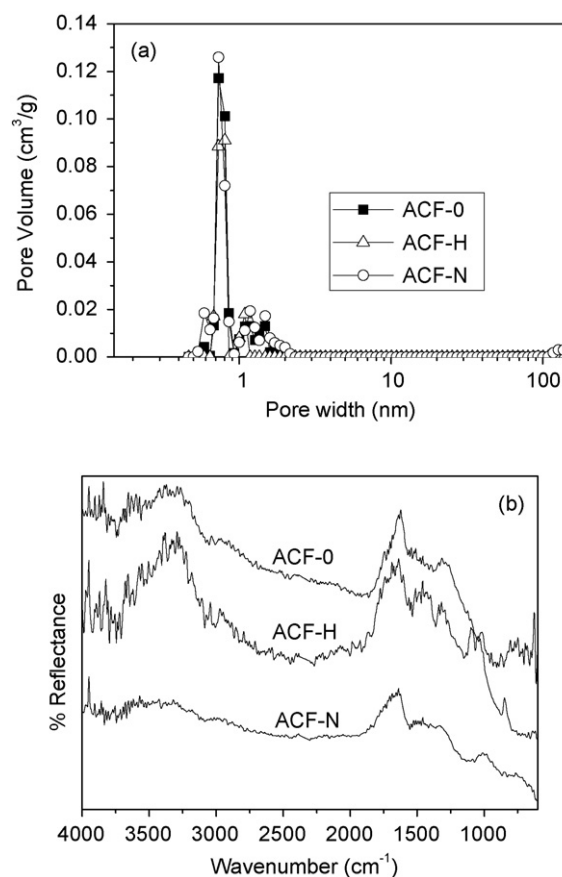 (a)
0.14
0.12
0.10
0.08
0.06
0.04
0.02
0.00
Pore Volume (cm³/g)
ACF-0
ACF-H
ACF-N
1 10 100
Pore width (nm)
(b)
ACF-0
ACF-H
ACF-N
% Reflectance
4000 3500 3000 2500 2000 1500 1000
Wavenumber (cm⁻¹)